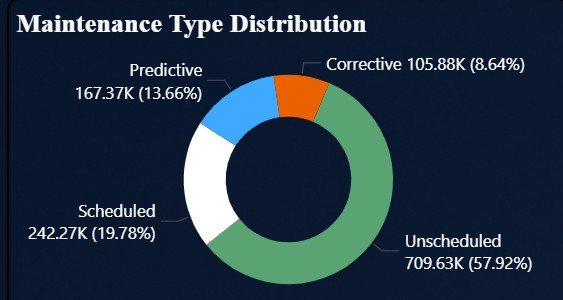 Maintenance Type Distribution
Corrective 105.88K (8.64%)
Predictive
167.37K (13.66%)
Scheduled
242.27K (19.78%)
Unscheduled
709.63K (57.92%)